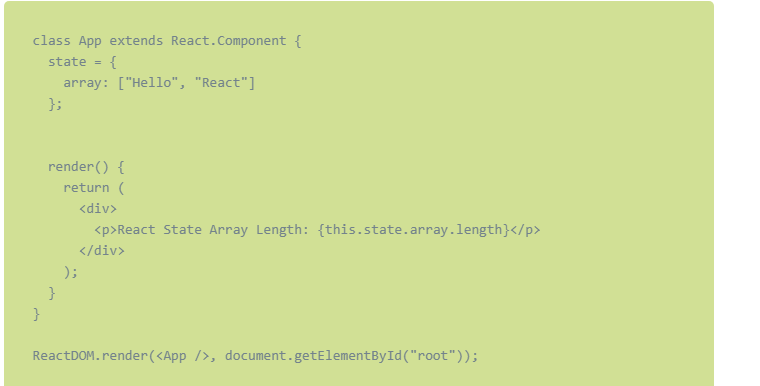 class App extends React.Component {
  state = {
    array: ["Hello", "React"]
  };
  render() {
    return (
      <div>
        <p>React State Array Length: {this.state.array.length}</p>
      </div>
    );
  }
}
ReactDOM.render(<App />, document.getElementById("root"));